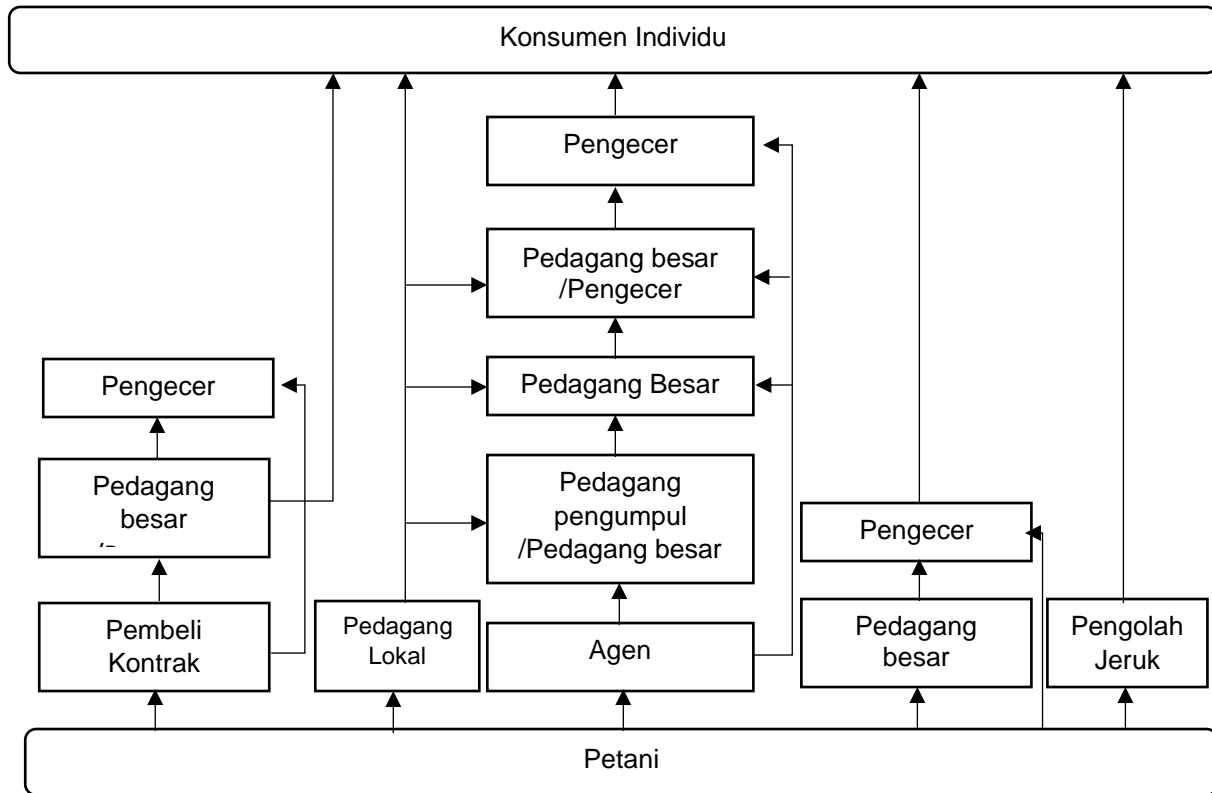 Konsumen Individu
Pengecer
Pedagang besar
/Pengecer
Pengecer
Pedagang Besar
Pedagang
besar
Pedagang
pengumpul
/Pedagang besar
Pengecer
Pembeli
Kontrak
Pedagang
Lokal
Agen
Pedagang
besar
Pengolah
Jeruk
Petani